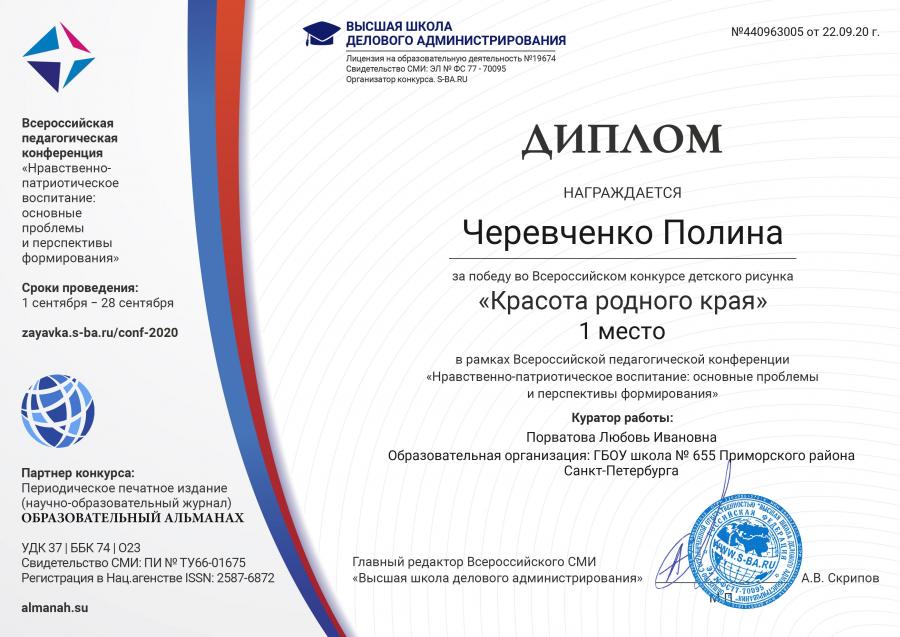 Всероссийская
педагогическая
конференция
«Нравственно-
патриотическое
воспитание:
основные
проблемы
и перспективы
формирования»
Сроки проведения:
1 сентября – 28 сентября
zayavka.s-ba.ru/conf-2020
Партнер конкурса:
Периодическое печатное издание
(научно-образовательный журнал)
ОБРАЗОВАТЕЛЬНЫЙ АЛЬМАНАХ
УДК 37 | ББК 74 | О23
Свидетельство СМИ: ПИ № ТУ66-01675
Регистрация в Нац.агенстве ISSN: 2587-6872
almanah.su
ВЫСШАЯ ШКОЛА
ДЕЛОВОГО АДМИНИСТРИРОВАНИЯ
Лицензия на образовательную деятельность №19674
Свидетельство СМИ: ЭЛ № ФС 77 - 70095
Организатор конкурса. S-BA.RU
№440963005 от 22.09.20 г.
ДИПЛОМ
НАГРАЖДАЕТСЯ
Черевченко Полина
за победу во Всероссийском конкурсе детского рисунка
«Красота родного края»
1 место
в рамках Всероссийской педагогической конференции
«Нравственно-патриотическое воспитание: основные проблемы
и перспективы формирования»
Куратор работы:
Порватова Любовь Ивановна
Образовательная организация: ГБОУ школа № 655 Приморского района
Санкт-Петербурга
Главный редактор Всероссийского СМИ
«Высшая школа делового администрирования»
РОССИЙСКАЯ ФЕДЕРАЦИЯ
WWW.S-BA.RU
ЭЛ № ФС77-70095
А.В. Скрипов